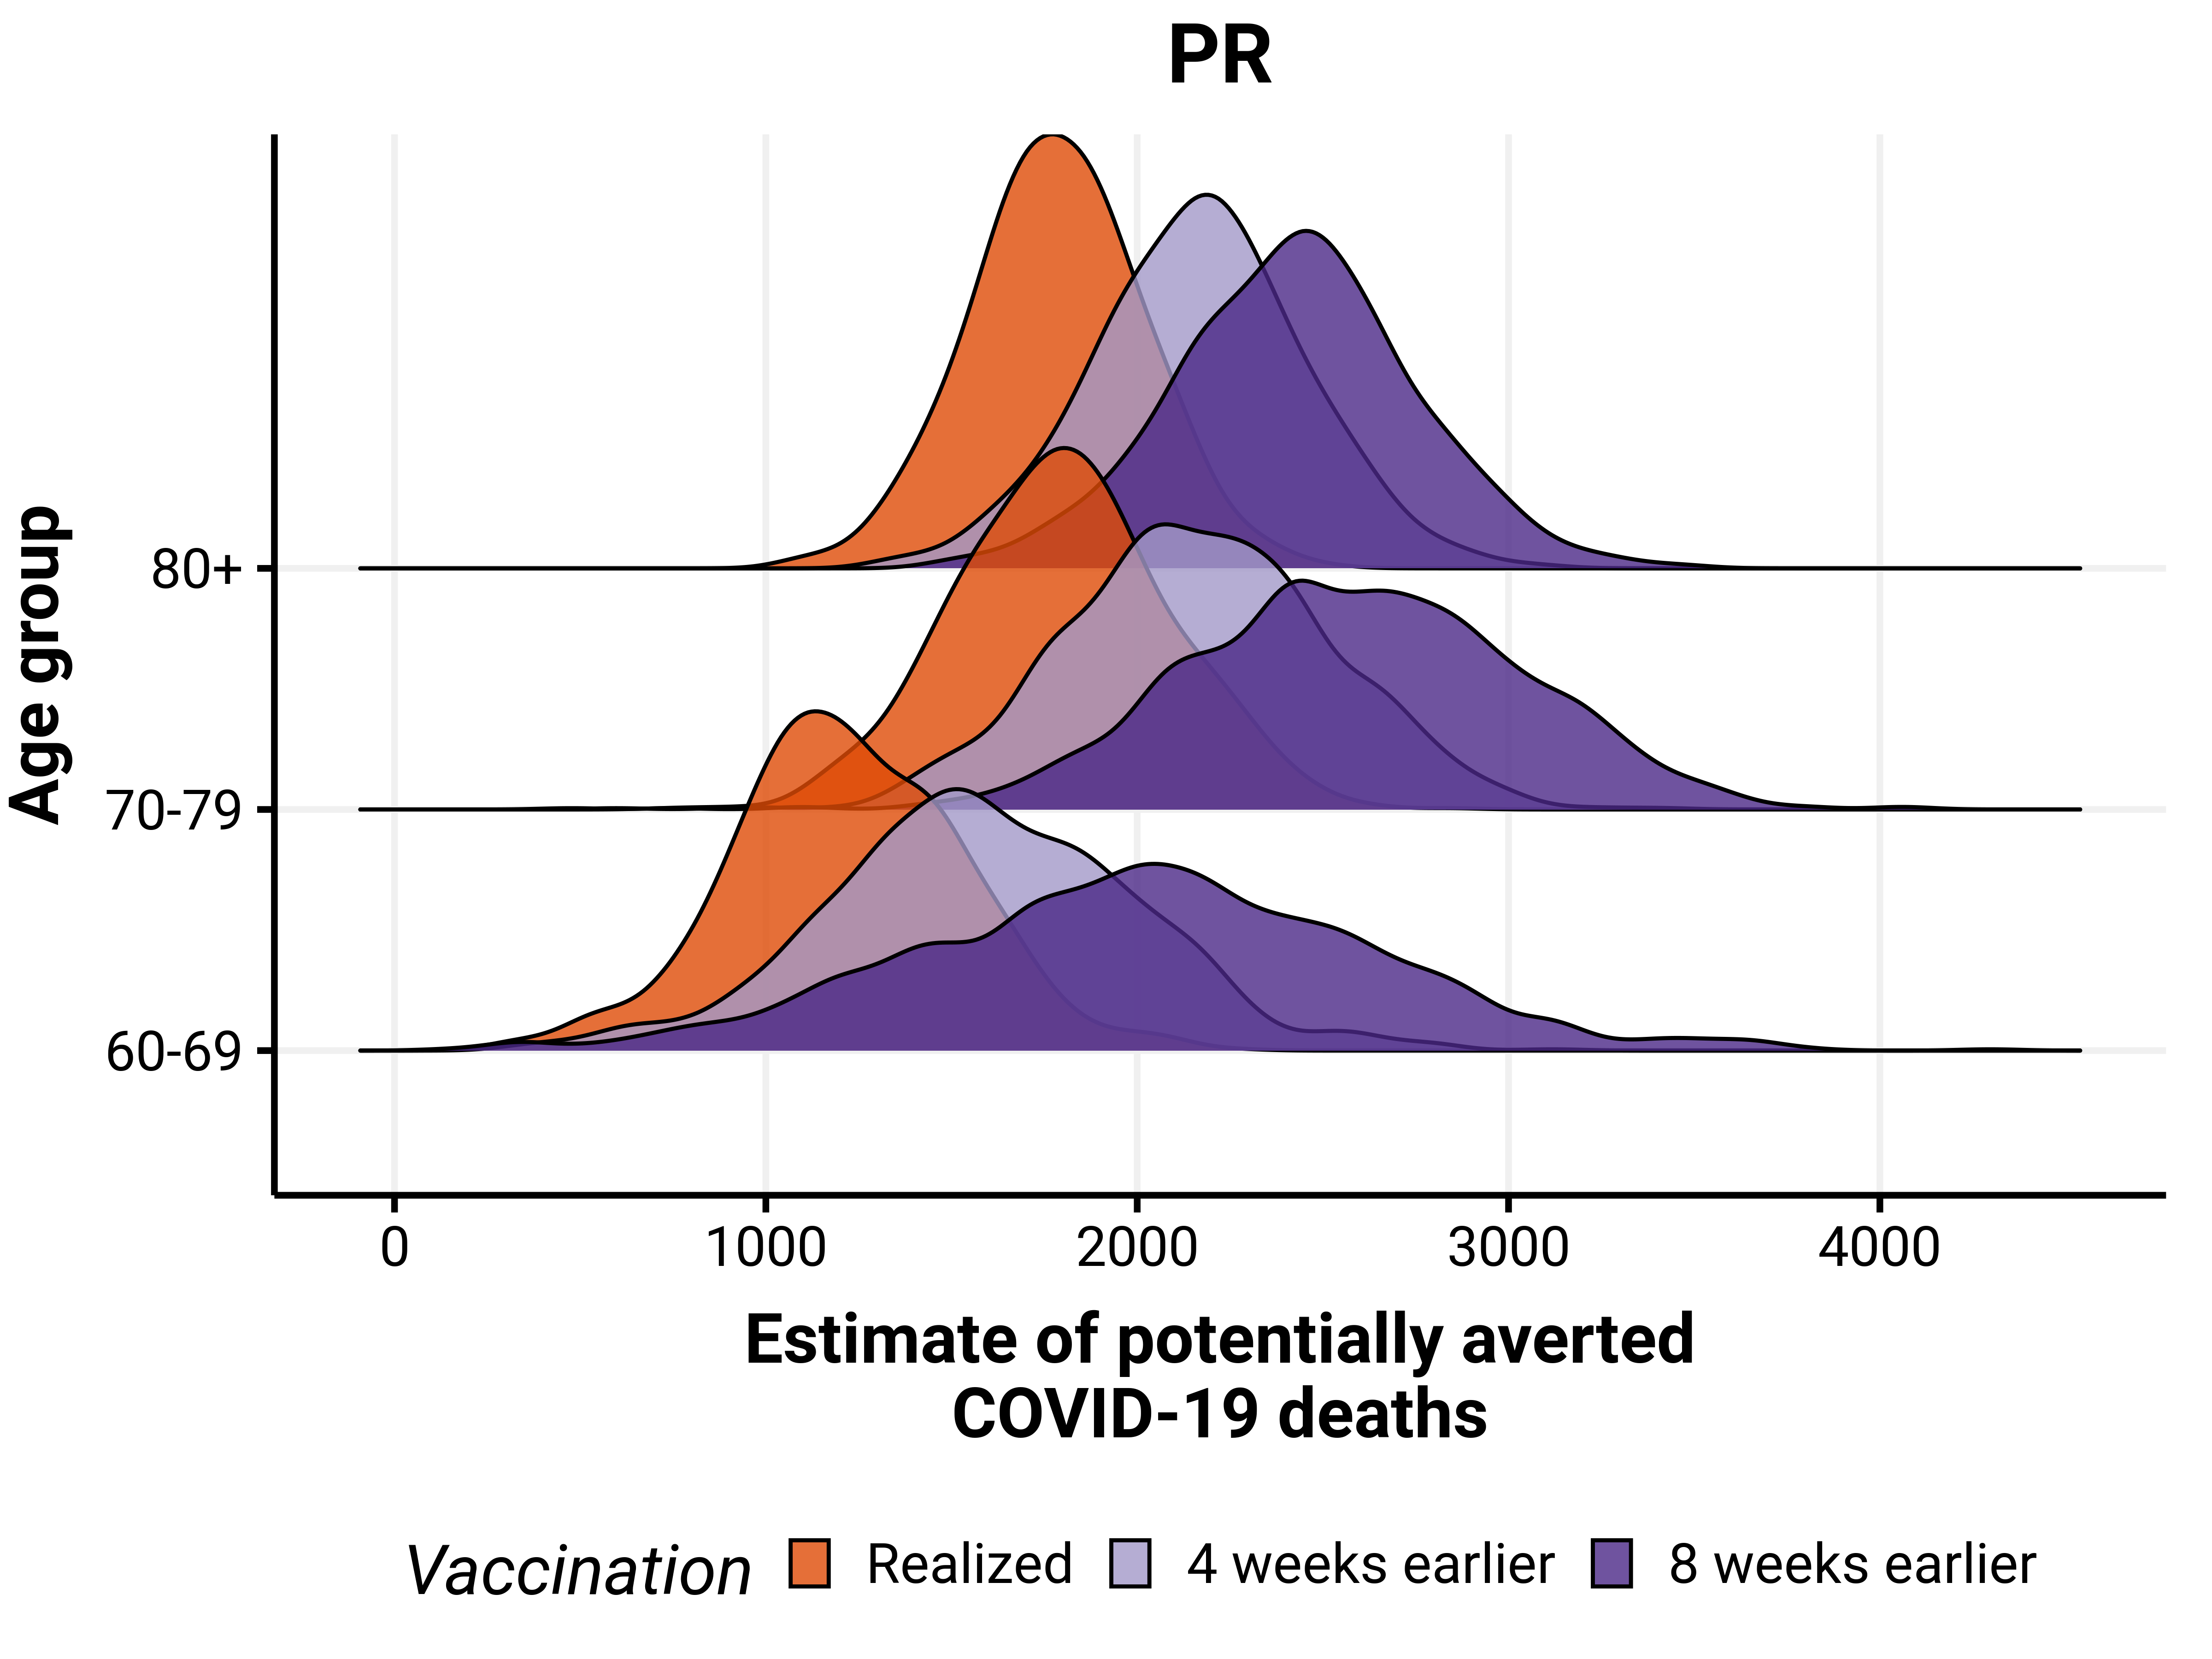 PR
Age group
80+
70-79
60-69
0 1000 2000 3000 4000
Estimate of potentially averted
COVID-19 deaths
Vaccination Realized 4 weeks earlier 8 weeks earlier